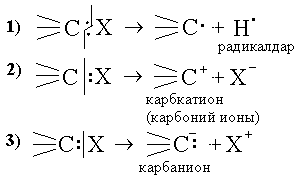 1) C:X → C· + H·
радикалдар
2) C :X → C⁺ + X⁻
карбкатион
(карбоний ионы)
3) C: X → C:⁻ + X⁺
карбанион